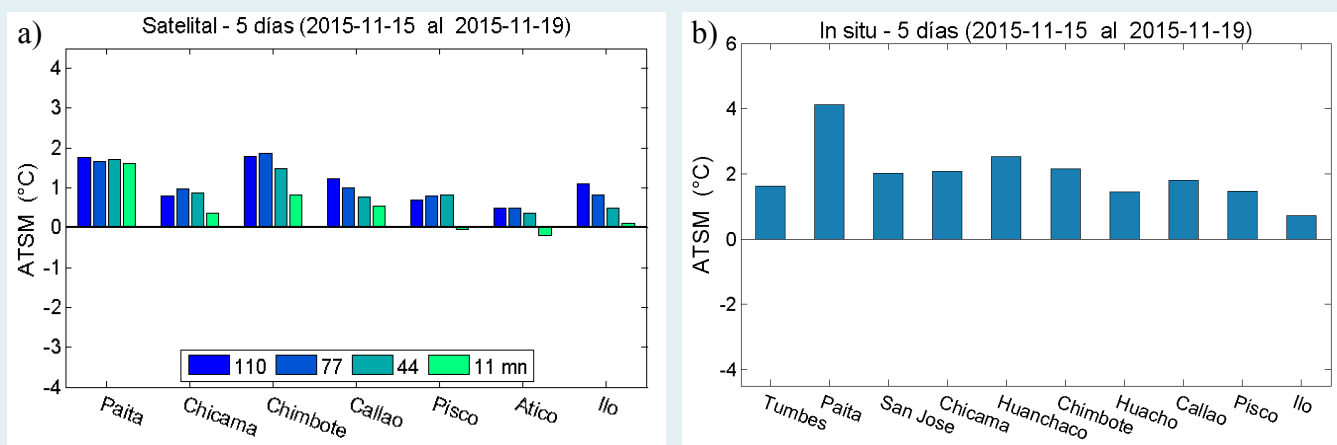 a)
Satelital - 5 días (2015-11-15 al 2015-11-19)
ATSM (°C)
4
3
2
1
0
-1
-2
-3
-4
110 77 44 11 mn
Paita Chicama Chimbote Callao Pisco Atico Ilo
b)
In situ - 5 días (2015-11-15 al 2015-11-19)
ATSM (°C)
6
4
2
0
-2
-4
Tumbes Paita San Jose Chicama Huanchaco Chimbote Huacho Callao Pisco Ilo